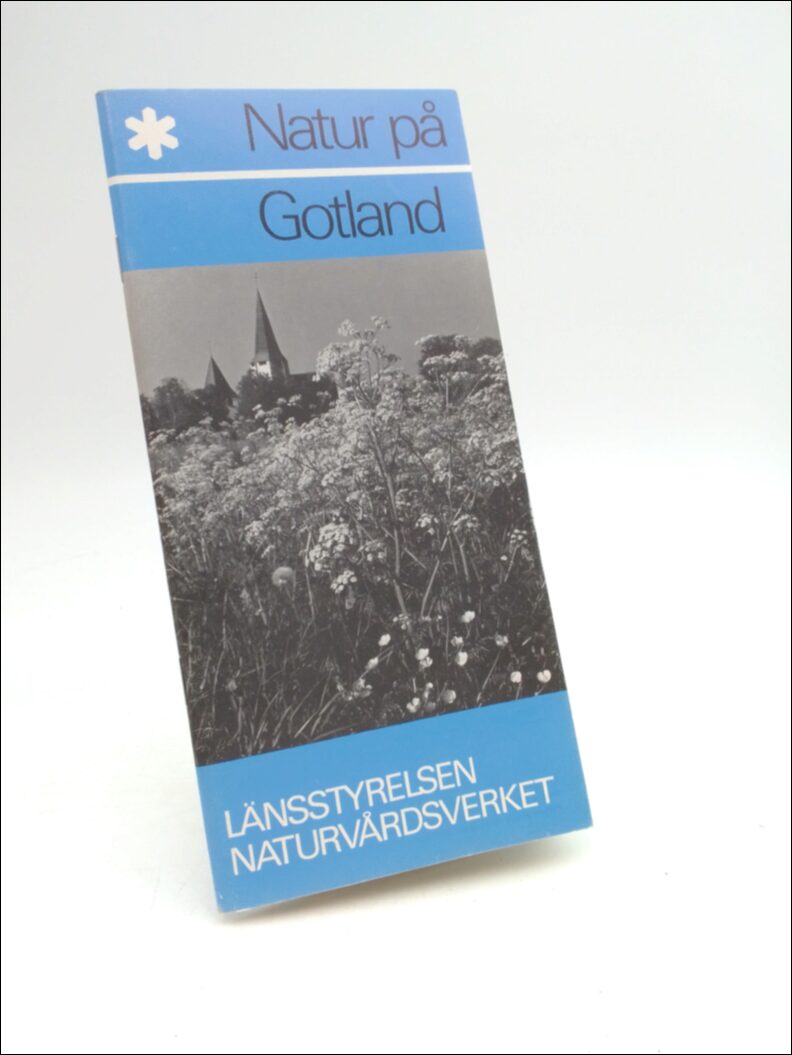 Natur på
Gotland
LÄNSSTYRELSEN
NATURVÅRDSVERKET